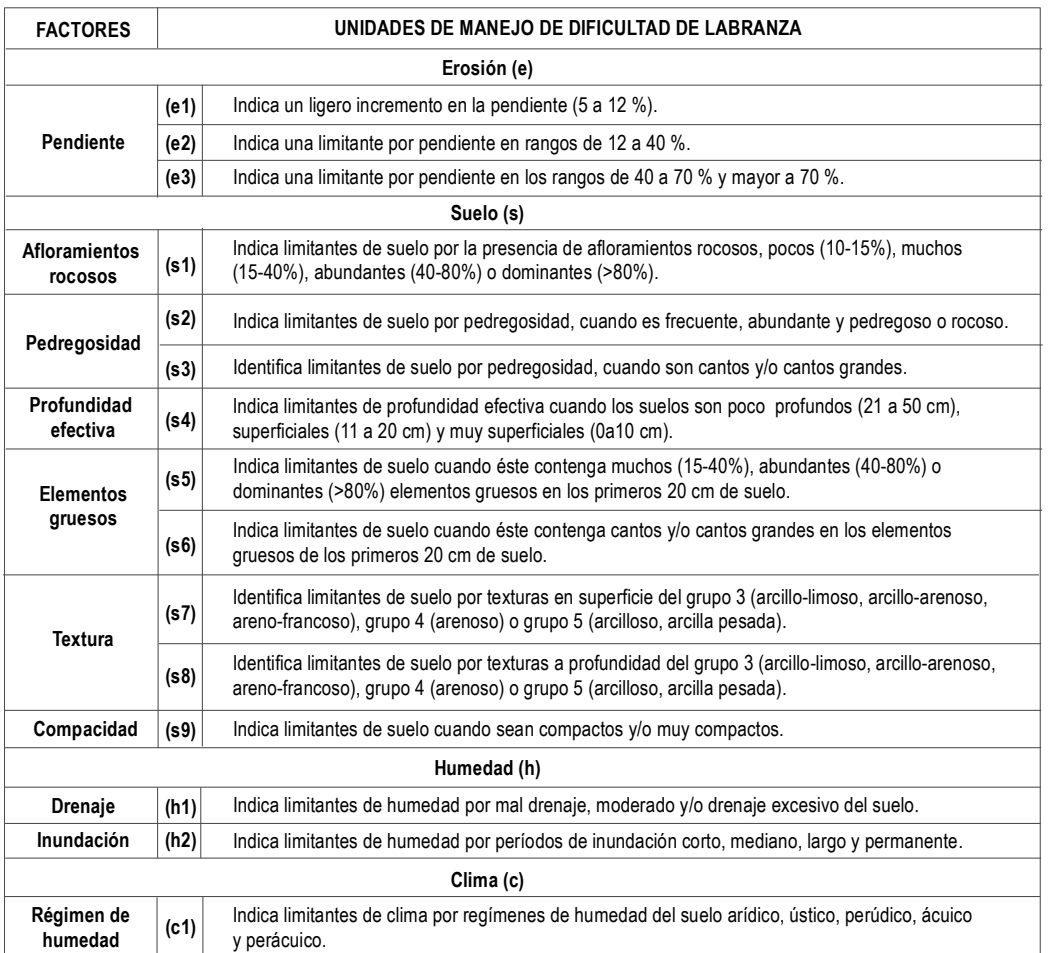 FACTORES UNIDADES DE MANEJO DE DIFICULTAD DE LABRANZA
Erosión (e)
Pendiente
(e1) Indica un ligero incremento en la pendiente (5 a 12 %).
(e2) Indica una limitante por pendiente en rangos de 12 a 40 %.
(e3) Indica una limitante por pendiente en los rangos de 40 a 70 % y mayor a 70 %.
Suelo (s)
Afloramientos
rocosos
(s1) Indica limitantes de suelo por la presencia de afloramientos rocosos, pocos (10-15%), muchos
(15-40%), abundantes (40-80%) o dominantes (>80%).
Pedregosidad
(s2) Indica limitantes de suelo por pedregosidad, cuando es frecuente, abundante y pedregoso o rocoso.
(s3) Identifica limitantes de suelo por pedregosidad, cuando son cantos y/o cantos grandes.
Profundidad
efectiva
(s4) Indica limitantes de profundidad efectiva cuando los suelos son poco profundos (21 a 50 cm),
superficiales (11 a 20 cm) y muy superficiales (0a10 cm).
Elementos
gruesos
(s5) Indica limitantes de suelo cuando éste contenga muchos (15-40%), abundantes (40-80%) o
dominantes (>80%) elementos gruesos en los primeros 20 cm de suelo.
(s6) Indica limitantes de suelo cuando éste contenga cantos y/o cantos grandes en los elementos
gruesos de los primeros 20 cm de suelo.
Textura
(s7) Identifica limitantes de suelo por texturas en superficie del grupo 3 (arcillo-limoso, arcillo-arenoso,
areno-francoso), grupo 4 (arenoso) o grupo 5 (arcilloso, arcilla pesada).
(s8) Identifica limitantes de suelo por texturas a profundidad del grupo 3 (arcillo-limoso, arcillo-arenoso,
areno-francoso), grupo 4 (arenoso) o grupo 5 (arcilloso, arcilla pesada).
Compacidad (s9) Indica limitantes de suelo cuando sean compactos y/o muy compactos.
Humedad (h)
Drenaje (h1) Indica limitantes de humedad por mal drenaje, moderado y/o drenaje excesivo del suelo.
Inundación (h2) Indica limitantes de humedad por períodos de inundación corto, mediano, largo y permanente.
Clima (c)
Régimen de
humedad
(c1) Indica limitantes de clima por regímenes de humedad del suelo arídico, ústico, perúdico, ácuico
y perácuico.